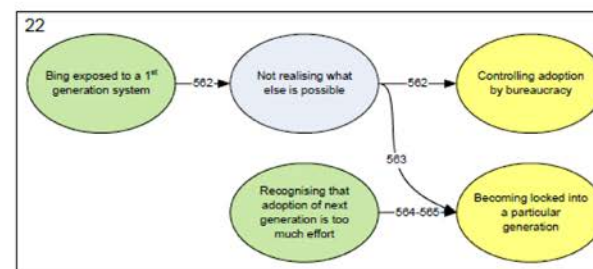 22
Bing exposed to a 1st
generation system
562
Not realising what
else is possible
562
Controlling adoption
by bureaucracy
563
Recognising that
adoption of next
generation is too
much effort
564-565
Becoming locked into
a particular
generation